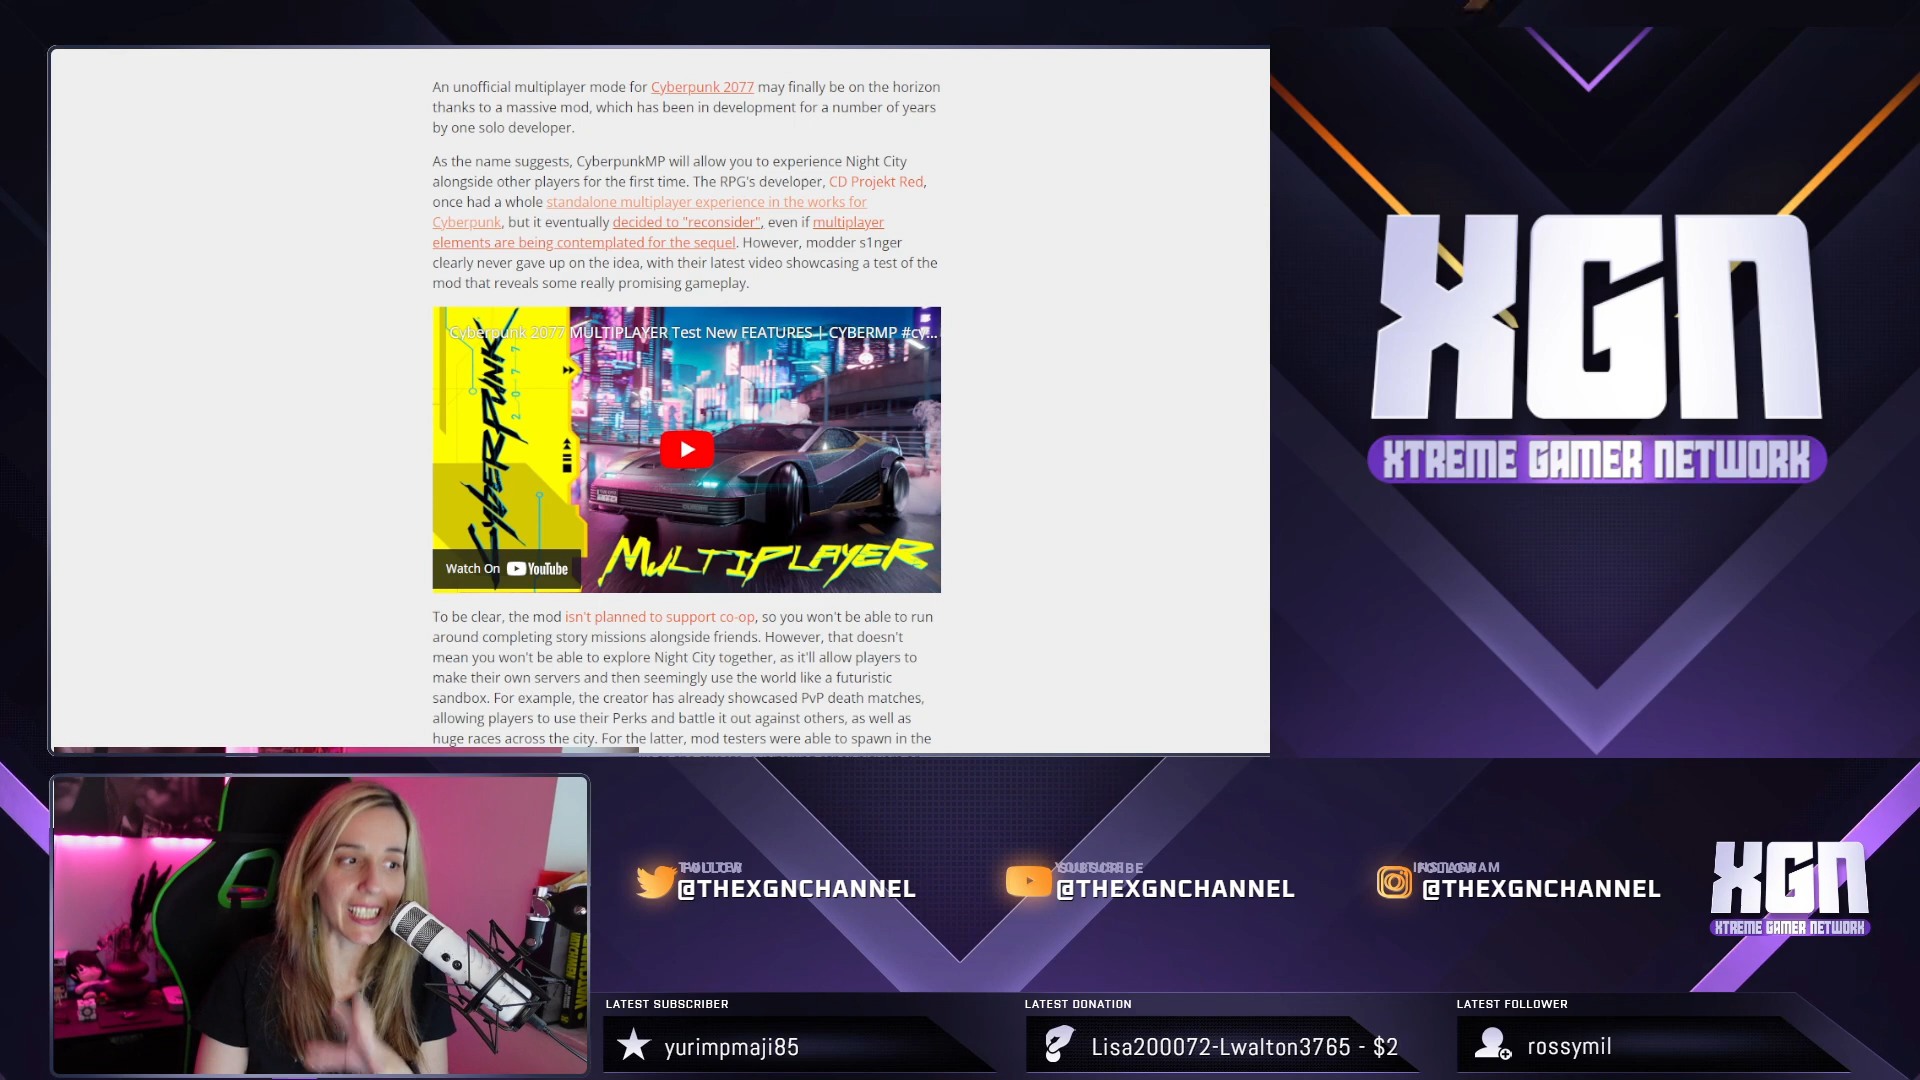 An unofficial multiplayer mode for Cyberpunk 2077 may finally be on the horizon
thanks to a massive mod, which has been in development for a number of years
by one solo developer.
As the name suggests, CyberpunkMP will allow you to experience Night City
alongside other players for the first time. The RPG's developer, CD Projekt Red,
once had a whole standalone multiplayer experience in the works for
Cyberpunk, but it eventually decided to "reconsider", even if multiplayer
elements are being contemplated for the sequel. However, modder s1nger
clearly never gave up on the idea, with their latest video showcasing a test of the
mod that reveals some really promising gameplay.
Cyberpunk 2077 MULTIPLAYER Test New FEATURES | CYBERMP #cy...
CYBERPUNK
2077
MULTIPLAYER
Watch On YouTube
To be clear, the mod isn't planned to support co-op, so you won't be able to run
around completing story missions alongside friends. However, that doesn't
mean you won't be able to explore Night City together, as it'll allow players to
make their own servers and then seemingly use the world like a futuristic
sandbox. For example, the creator has already showcased PvP death matches,
allowing players to use their Perks and battle it out against others, as well as
huge races across the city. For the latter, mod testers were able to spawn in the
XGN
XTREME GAMER NETWORK
@THEXGNCHANNEL
@THEXGNCHANNEL
@THEXGNCHANNEL
XGN
XTREME GAMER NETWORK
LATEST SUBSCRIBER
yurimpmaji85
LATEST DONATION
Lisa200072-Lwalton3765 - $2
LATEST FOLLOWER
rossymil